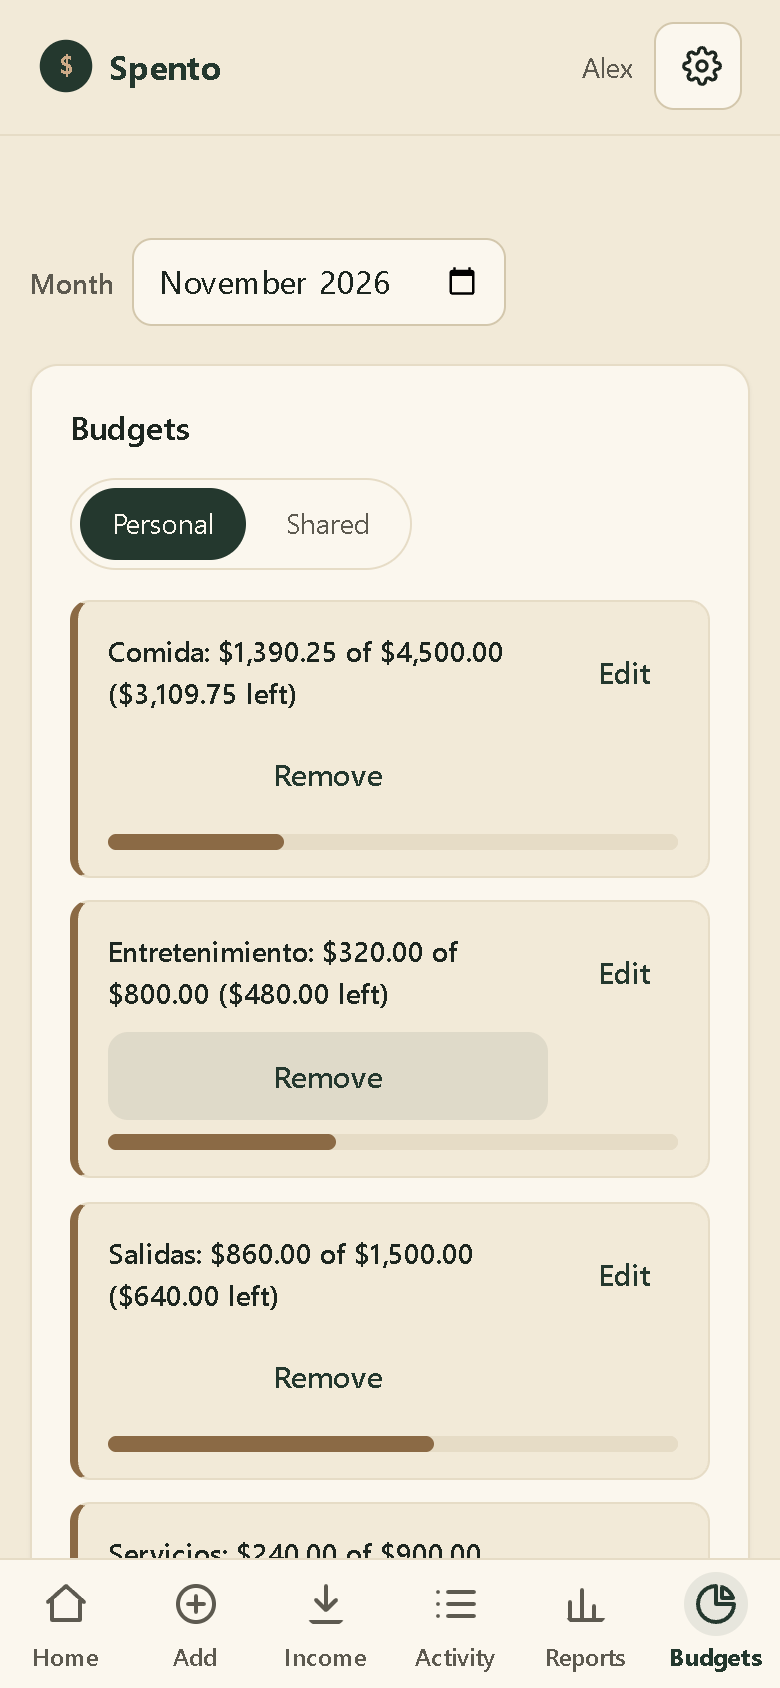 $ Spento
Alex
Month
November 2026
Budgets
Personal
Shared
Comida: $1,390.25 of $4,500.00
($3,109.75 left)
Edit
Remove
Entretenimiento: $320.00 of
$800.00 ($480.00 left)
Edit
Remove
Salidas: $860.00 of $1,500.00
($640.00 left)
Edit
Remove
Servicios: $240.00 of $900.00
Home
Add
Income
Activity
Reports
Budgets